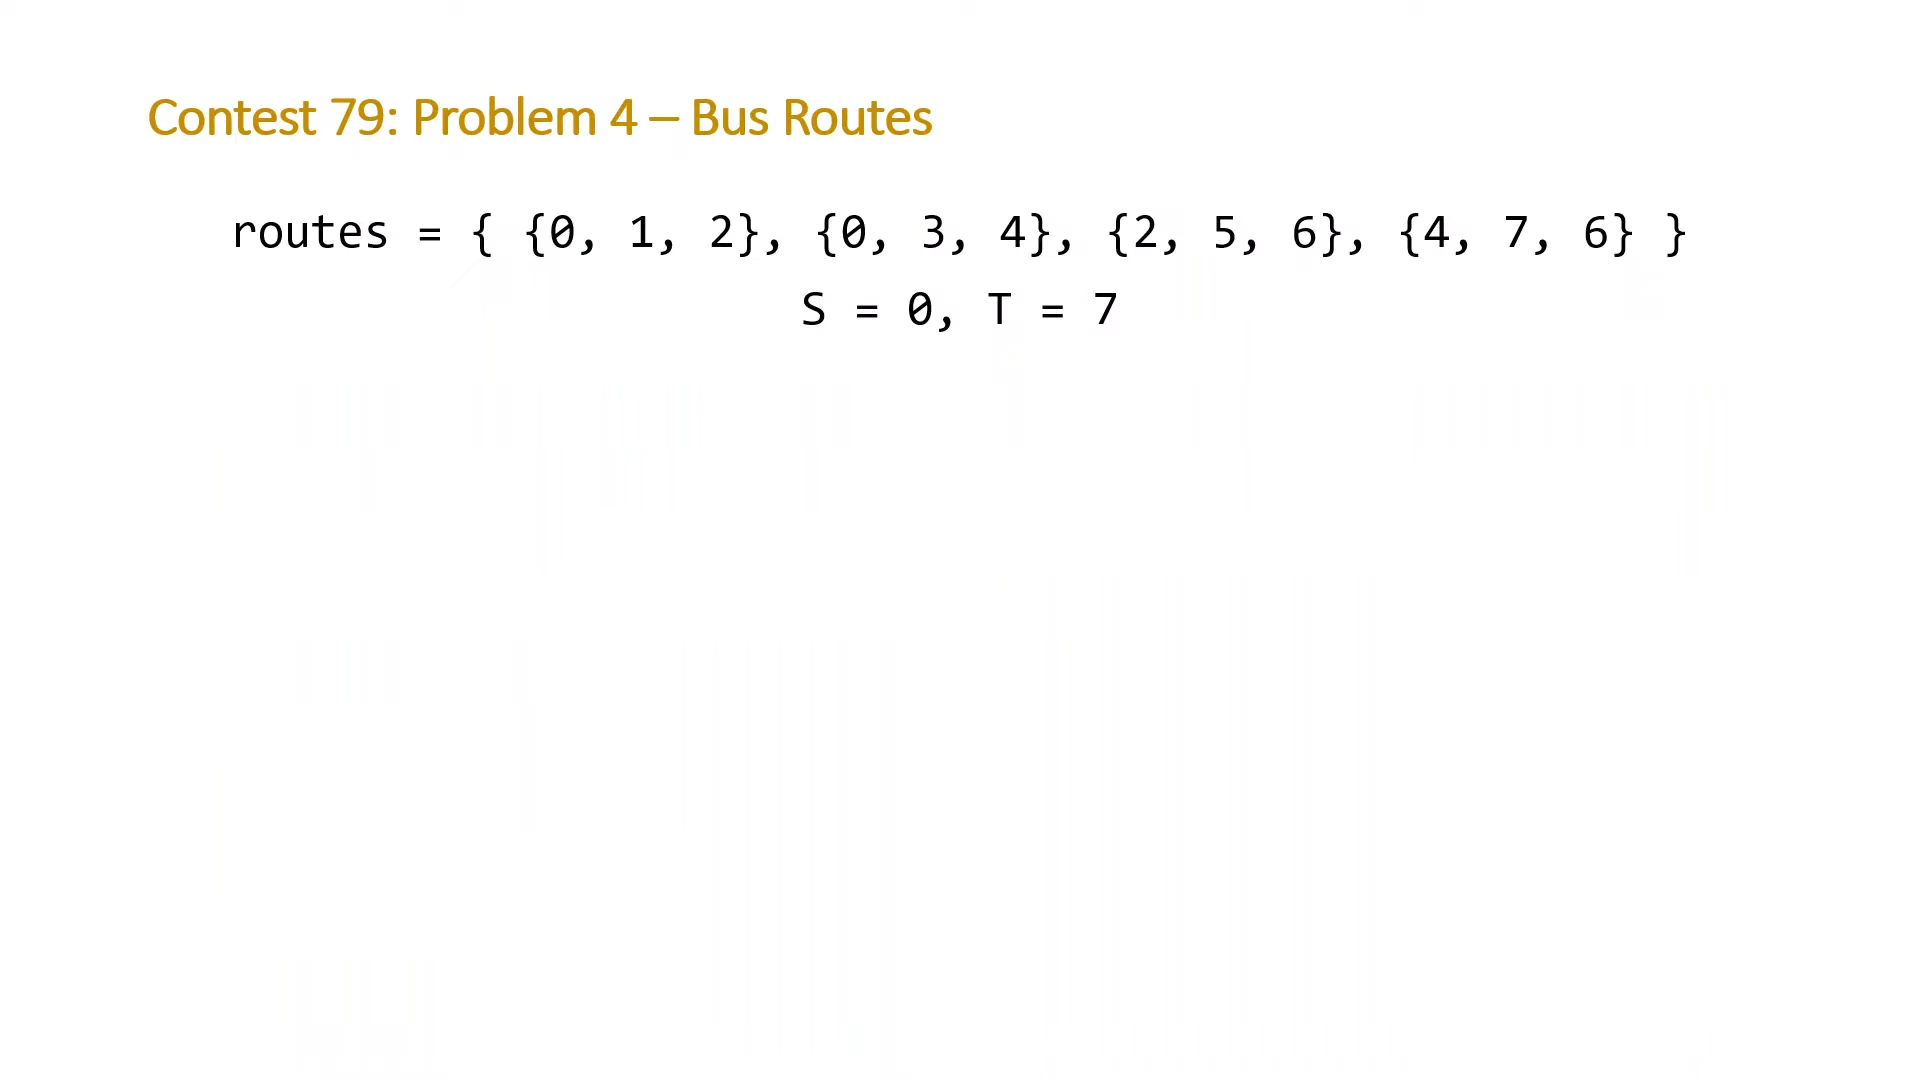 Contest 79: Problem 4 – Bus Routes
routes = { {0, 1, 2}, {0, 3, 4}, {2, 5, 6}, {4, 7, 6} }
S = 0, T = 7